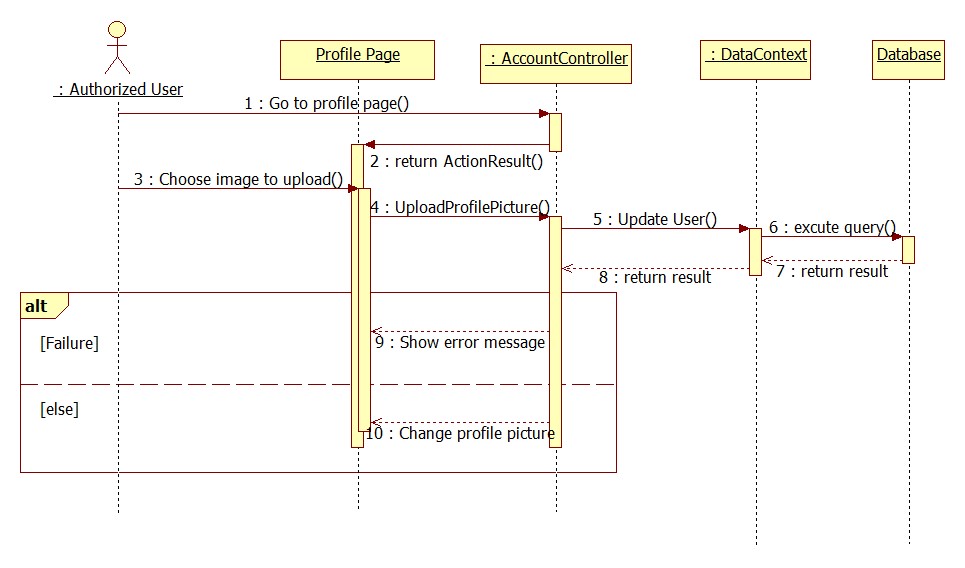 Profile Page
: AccountController
: DataContext
Database
: Authorized User
1 : Go to profile page()
2 : return ActionResult()
3 : Choose image to upload()
4 : UploadProfilePicture()
5 : Update User()
6 : excute query()
7 : return result
8 : return result
alt
[Failure]
9 : Show error message
[else]
10 : Change profile picture